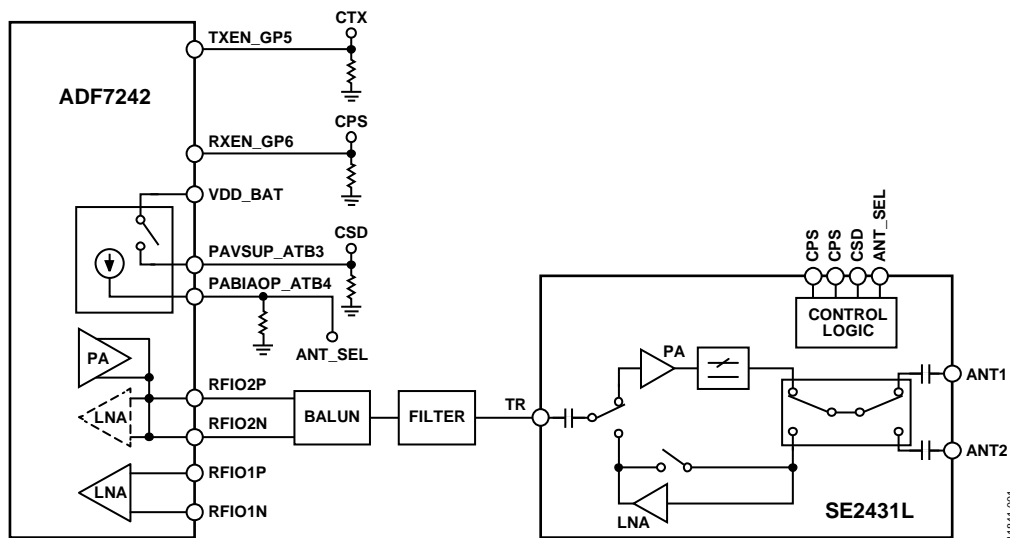 CTX
TXEN_GP5
ADF7242
CPS
RXEN_GP6
VDD_BAT
CSD
PAVSUP_ATB3
PABIAOP_ATB4
ANT_SEL
CPS
CPS
CSD
ANT_SEL
CONTROL
LOGIC
PA
LNA
RFIO2P
RFIO2N
BALUN
FILTER
TR
PA
ANT1
ANT2
LNA
RFIO1P
RFIO1N
LNA
SE2431L